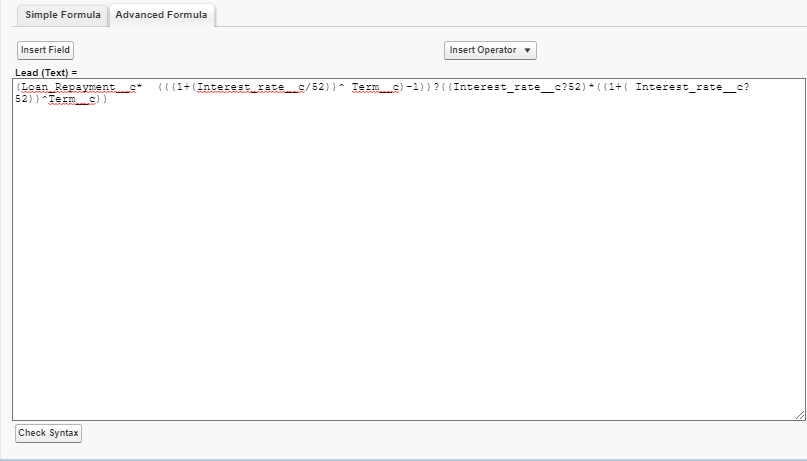 Simple Formula
Advanced Formula
Insert Field
Insert Operator
Lead (Text) =
(Loan_Repayment__c*  (((1+(Interest_rate__c/52))^ Term__c)-1))?((Interest_rate__c?52)*((1+( Interest_rate__c?
52))^Term__c))
Check Syntax